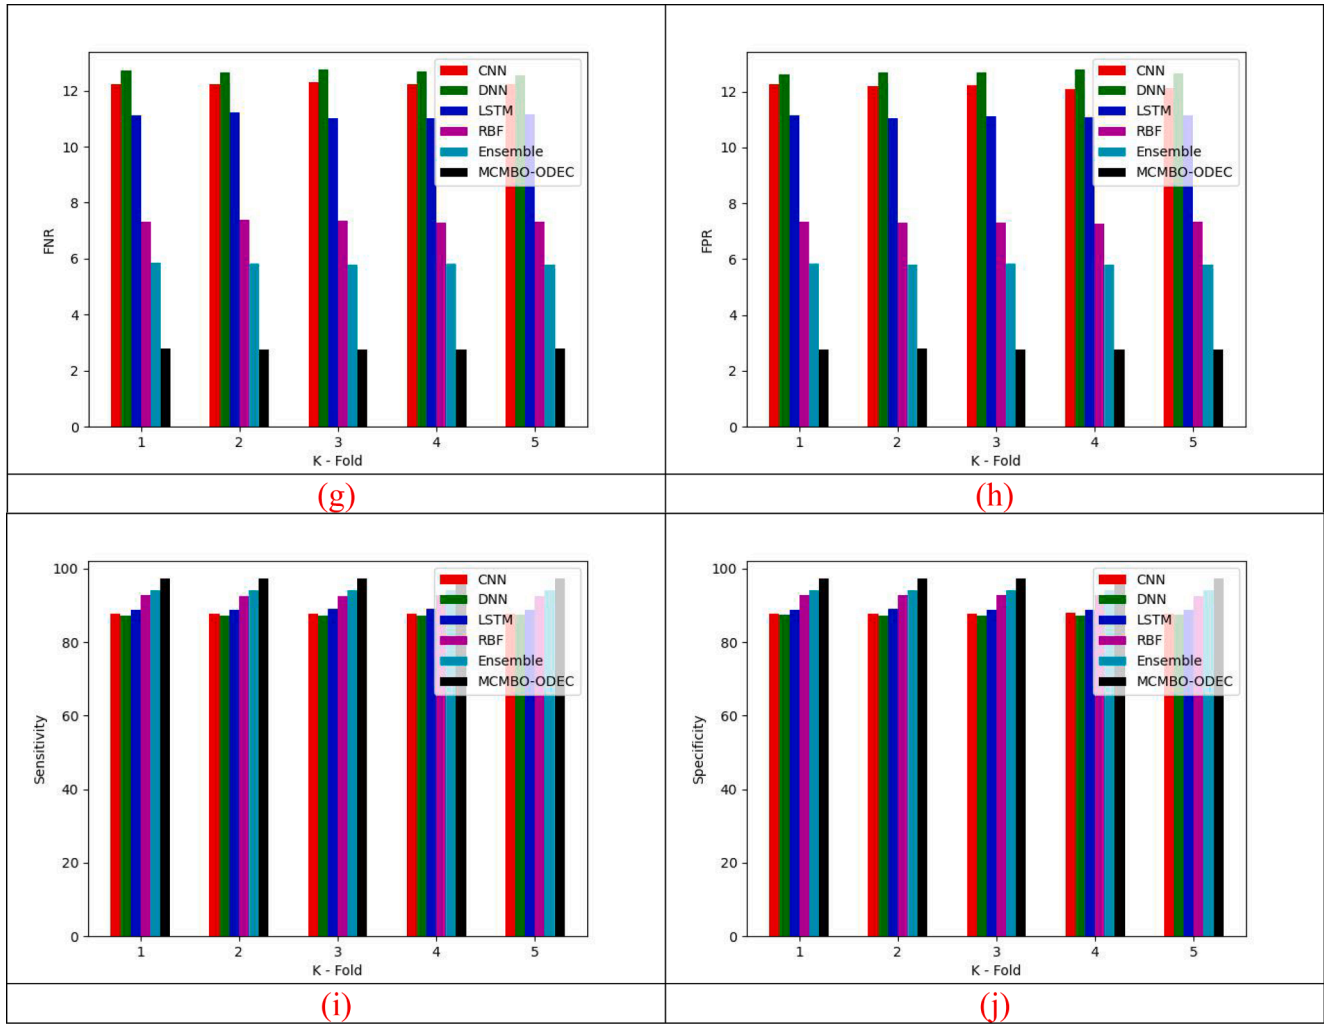 12
10
8
6
4
2
0
FNR
1 2 3 4 5
K - Fold
CNN
DNN
LSTM
RBF
Ensemble
MCMBO-ODEC
12
10
8
6
4
2
0
FPR
1 2 3 4 5
K - Fold
CNN
DNN
LSTM
RBF
Ensemble
MCMBO-ODEC
(g)
(h)
100
80
60
40
20
0
Sensitivity
1 2 3 4 5
K - Fold
CNN
DNN
LSTM
RBF
Ensemble
MCMBO-ODEC
100
80
60
40
20
0
Specificity
1 2 3 4 5
K - Fold
CNN
DNN
LSTM
RBF
Ensemble
MCMBO-ODEC
(i)
(j)